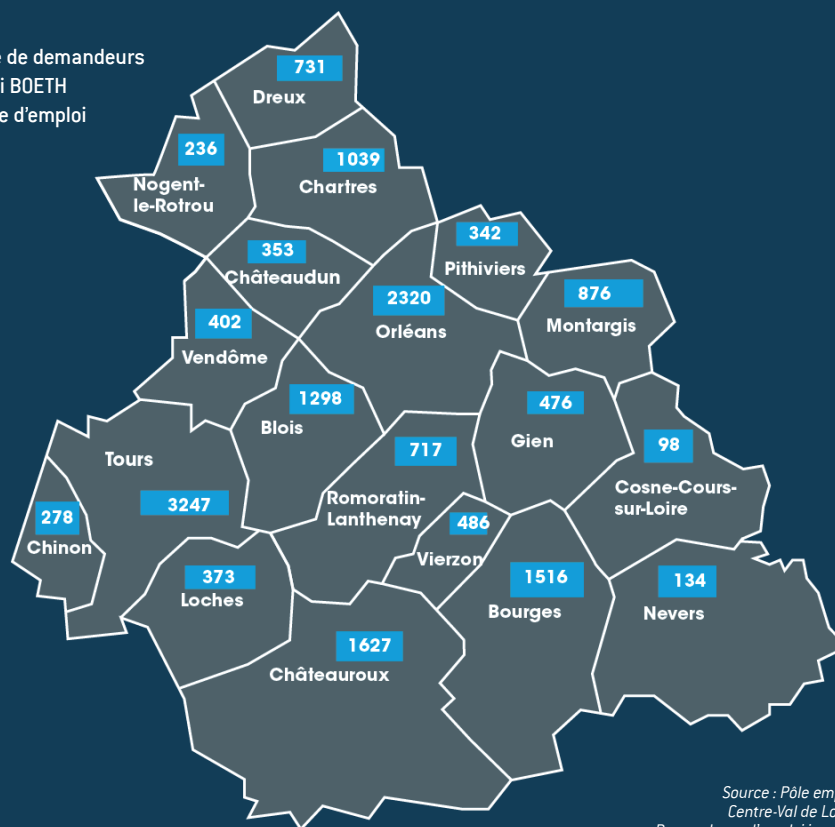 de demandeurs
BOETH
d'emploi
731
Dreux
236
Nogent-
le-Rotrou
1039
Chartres
353
Châteaudun
342
Pithiviers
2320
Orléans
876
Montargis
402
Vendôme
1298
Blois
476
Gien
98
Cosne-Cours-
sur-Loire
Tours
3247
717
Romoratin-
Lanthenay
278
Chinon
486
Vierzon
373
Loches
1516
Bourges
134
Nevers
1627
Châteauroux
Source : Pôle
Centre-Val de